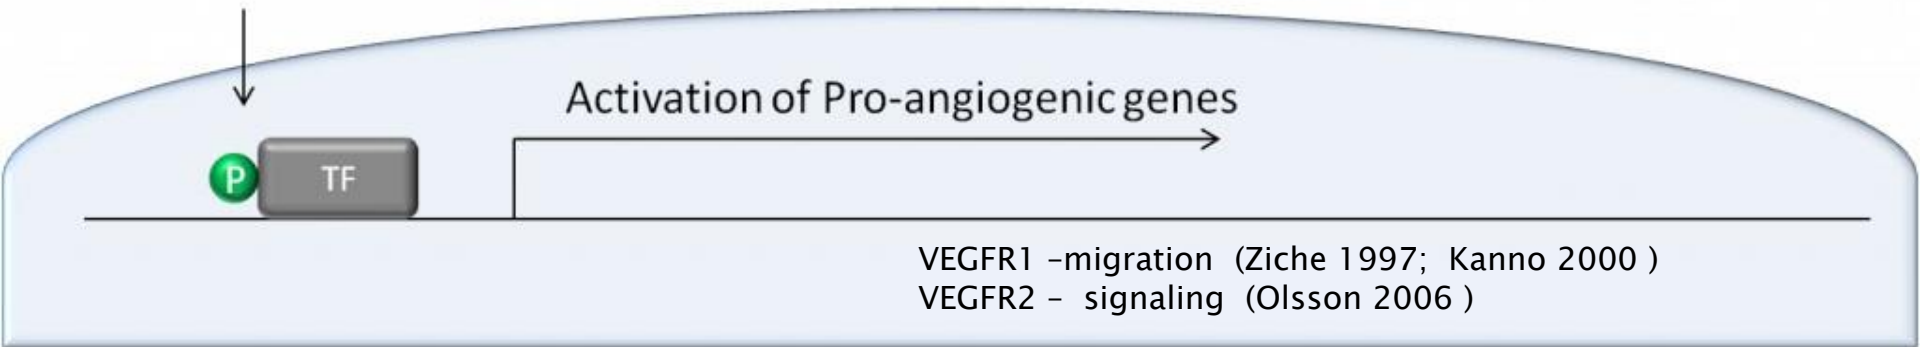 Activation of Pro-angiogenic genes
P TF
VEGFR1 –migration (Ziche 1997; Kanno 2000 )
VEGFR2 – signaling (Olsson 2006 )